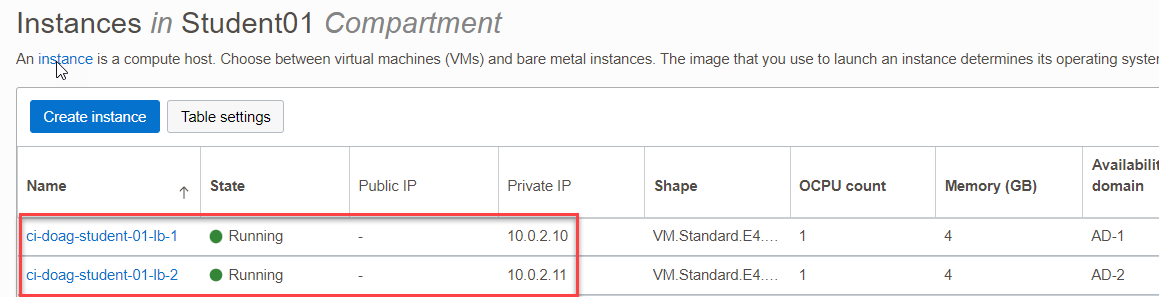 Instances in Student01 Compartment
An instance is a compute host. Choose between virtual machines (VMs) and bare metal instances. The image that you use to launch an instance determines its operating
Create instance Table settings
Name State Public IP Private IP Shape OCPU count Memory (GB) Availabili domain
ci-doag-student-01-lb-1 Running - 10.0.2.10 VM.Standard.E4.... 1 4 AD-1
ci-doag-student-01-lb-2 Running - 10.0.2.11 VM.Standard.E4.... 1 4 AD-2